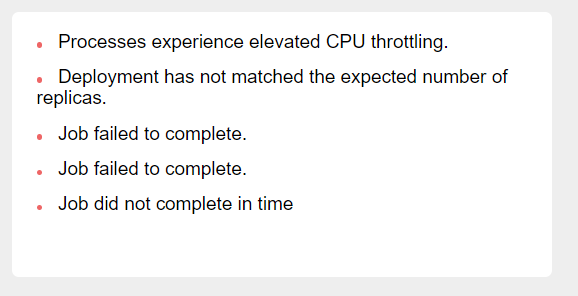 Processes experience elevated CPU throttling.
Deployment has not matched the expected number of
replicas.
Job failed to complete.
Job failed to complete.
Job did not complete in time